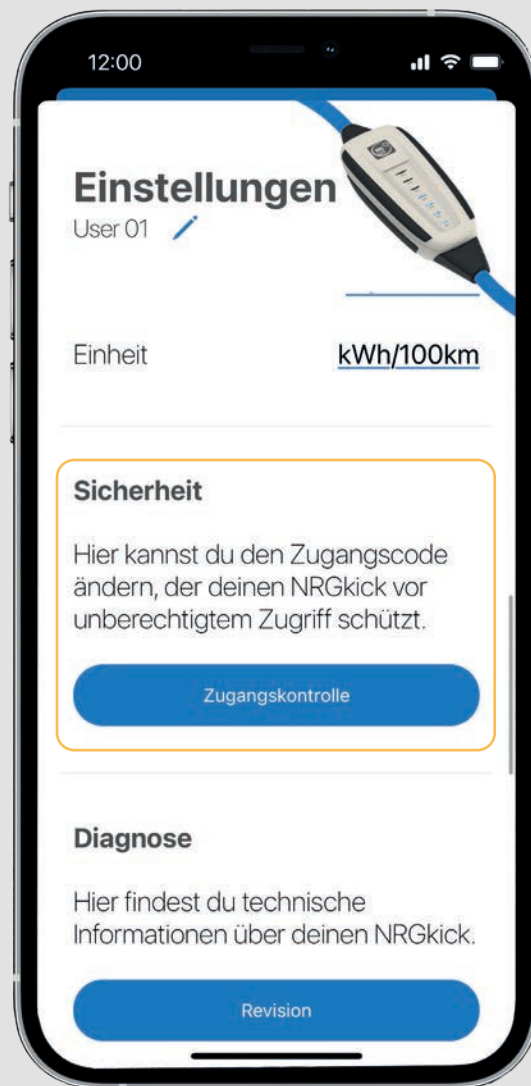 12:00
Einstellungen
User 01
Einheit
kWh/100km
Sicherheit
Hier kannst du den Zugangscode
ändern, der deinen NRGkick vor
unberechtigtem Zugriff schützt.
Zugangskontrolle
Diagnose
Hier findest du technische
Informationen über deinen NRGkick.
Revision